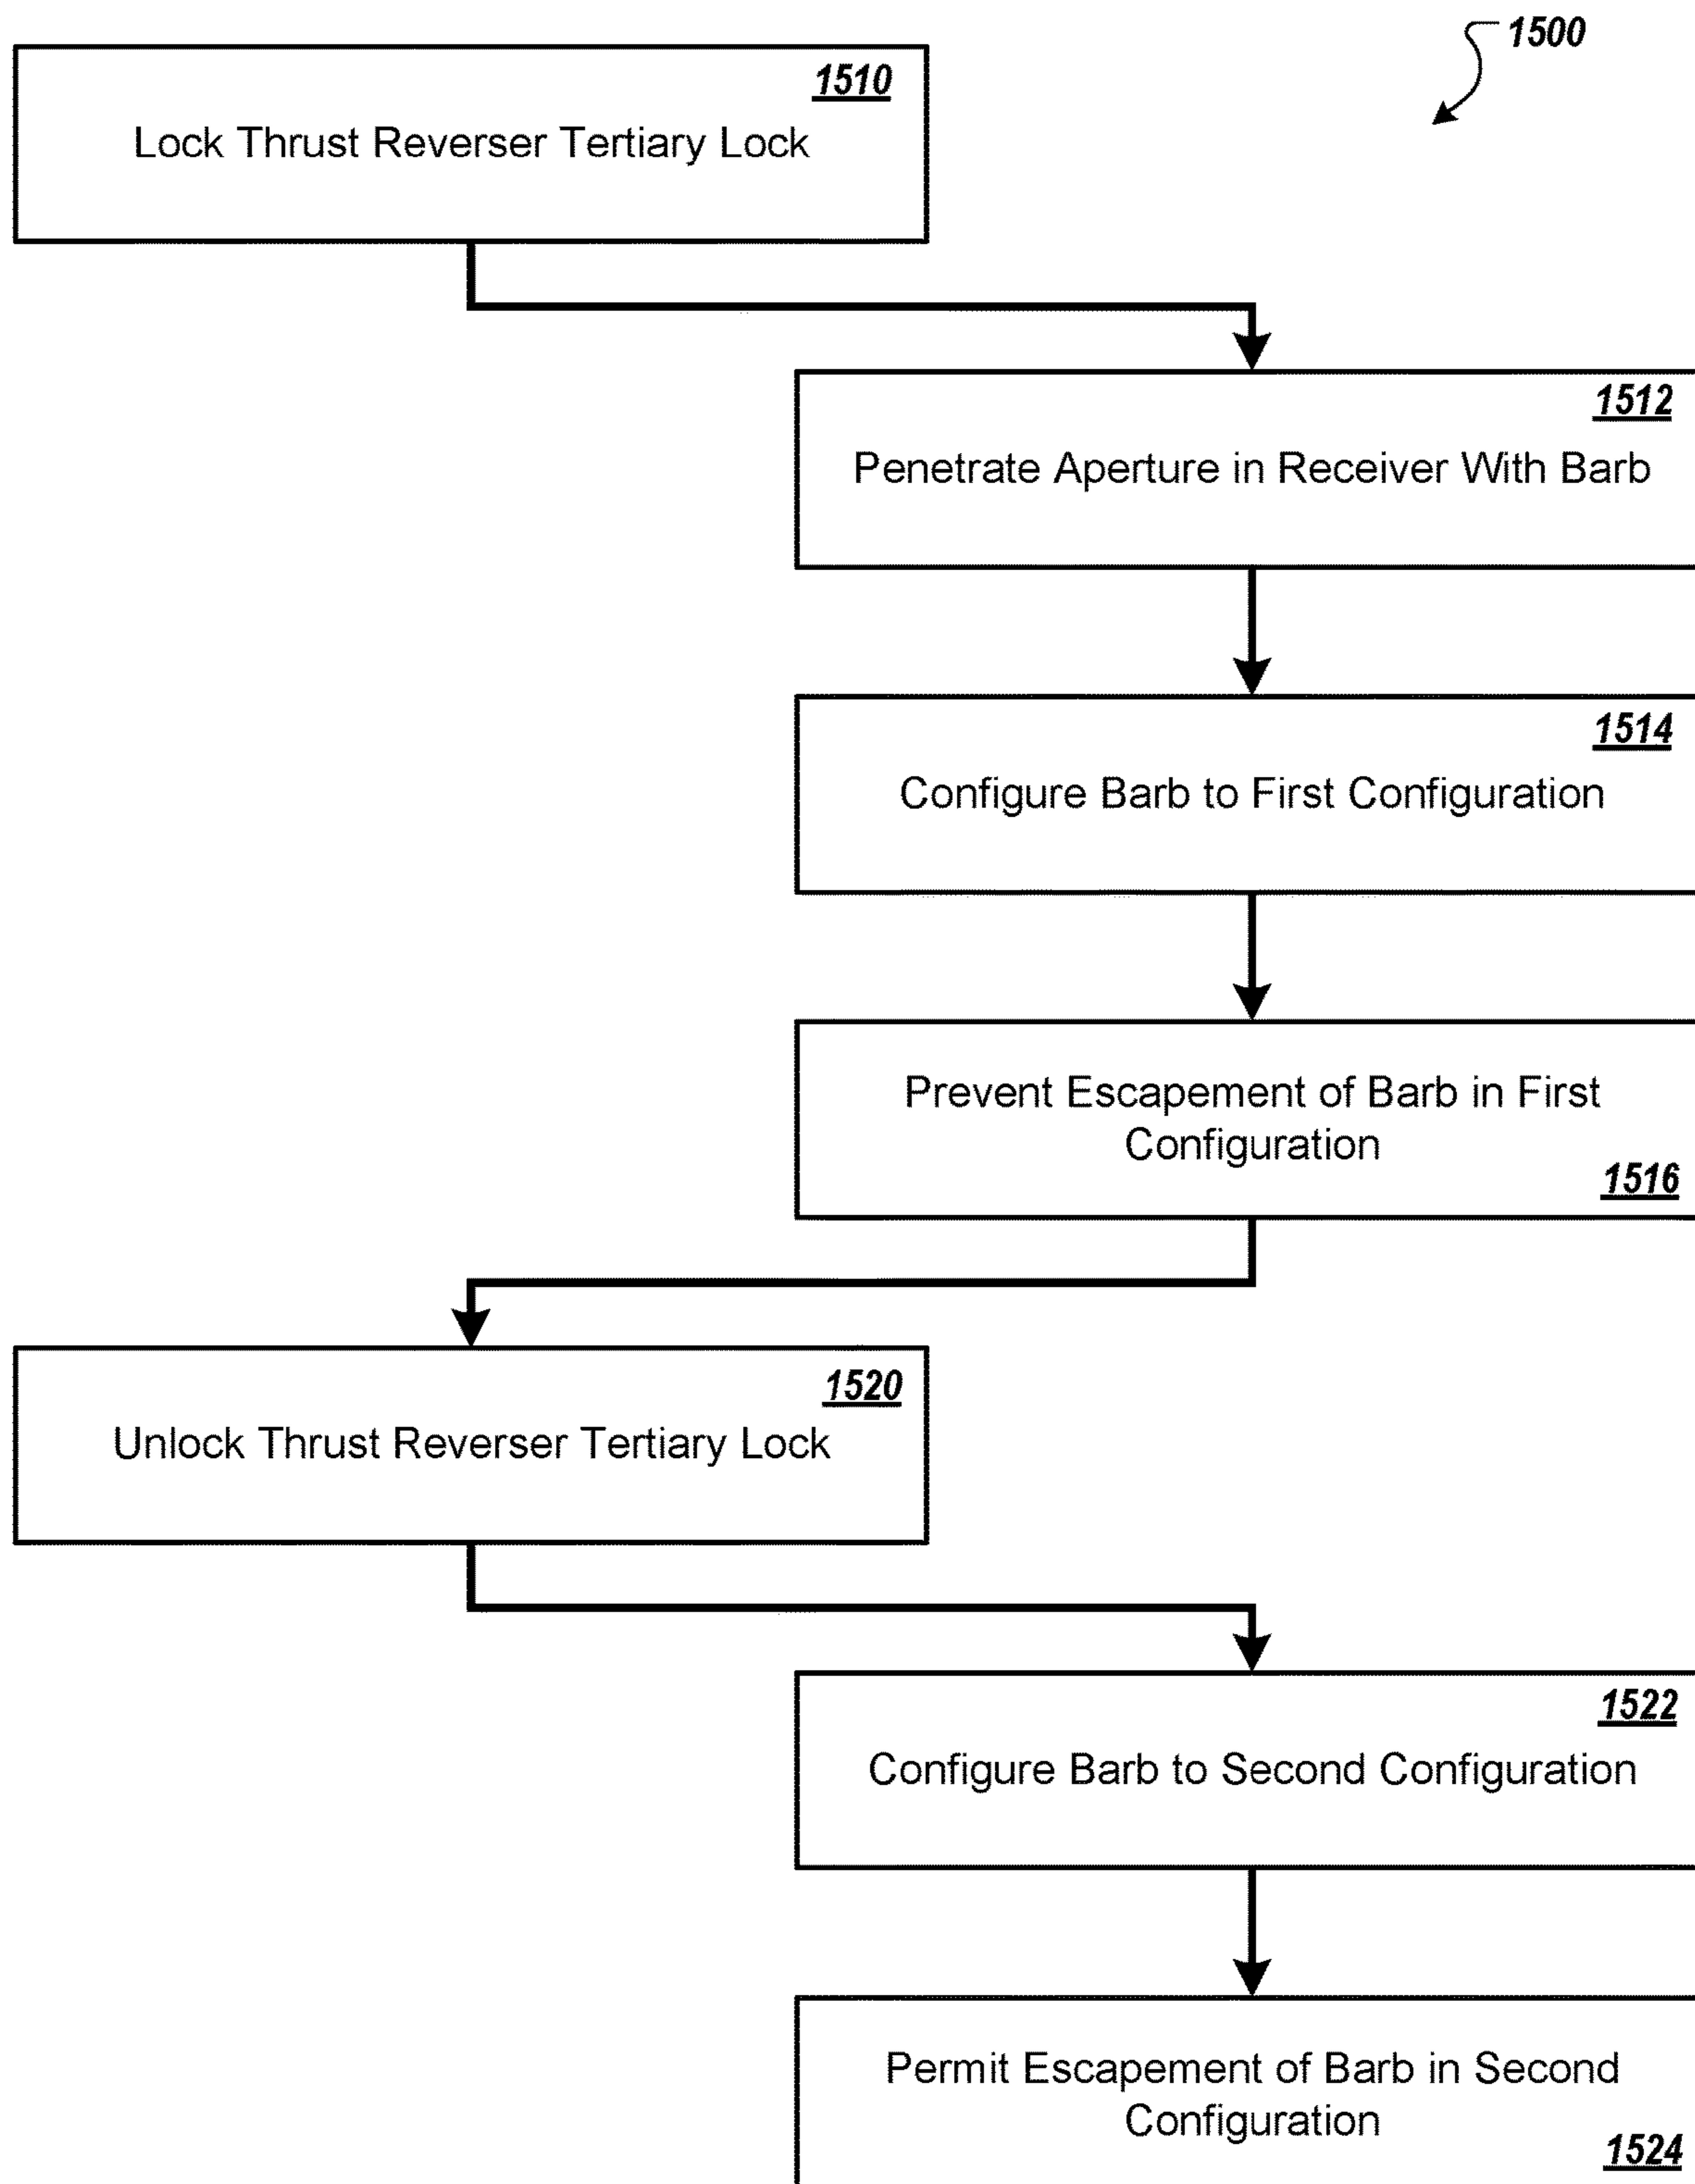 1500
1510
Lock Thrust Reverser Tertiary Lock
1512
Penetrate Aperture in Receiver With Barb
1514
Configure Barb to First Configuration
Prevent Escapement of Barb in First
Configuration
1516
1520
Unlock Thrust Reverser Tertiary Lock
1522
Configure Barb to Second Configuration
Permit Escapement of Barb in Second
Configuration
1524